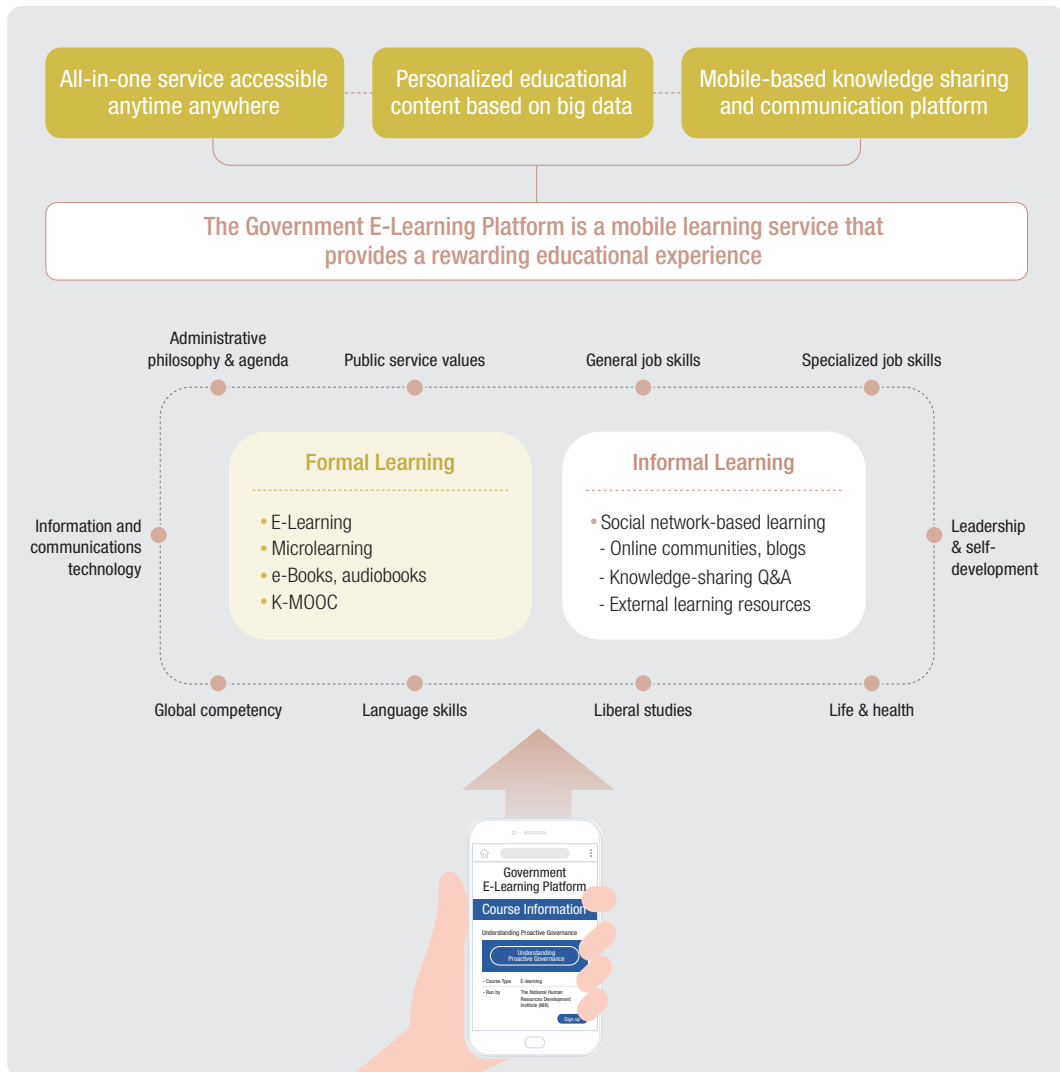 All-in-one service accessible
anytime anywhere
Personalized educational
content based on big data
Mobile-based knowledge sharing
and communication platform
The Government E-Learning Platform is a mobile learning service that
provides a rewarding educational experience
Administrative
philosophy & agenda
Public service values
General job skills
Specialized job skills
Formal Learning
• E-Learning
• Microlearning
• e-Books, audiobooks
• K-MOOC
Informal Learning
• Social network-based learning
- Online communities, blogs
- Knowledge-sharing Q&A
- External learning resources
Information and
communications
technology
Leadership
& self-
development
Global competency
Language skills
Liberal studies
Life & health
Government
E-Learning Platform
Course Information
Understanding Proactive Governance
Understanding
Proactive Governance
- Course Type E-learning
- Run by The National Human
Resources Development
Institute (NHI)
Sign up